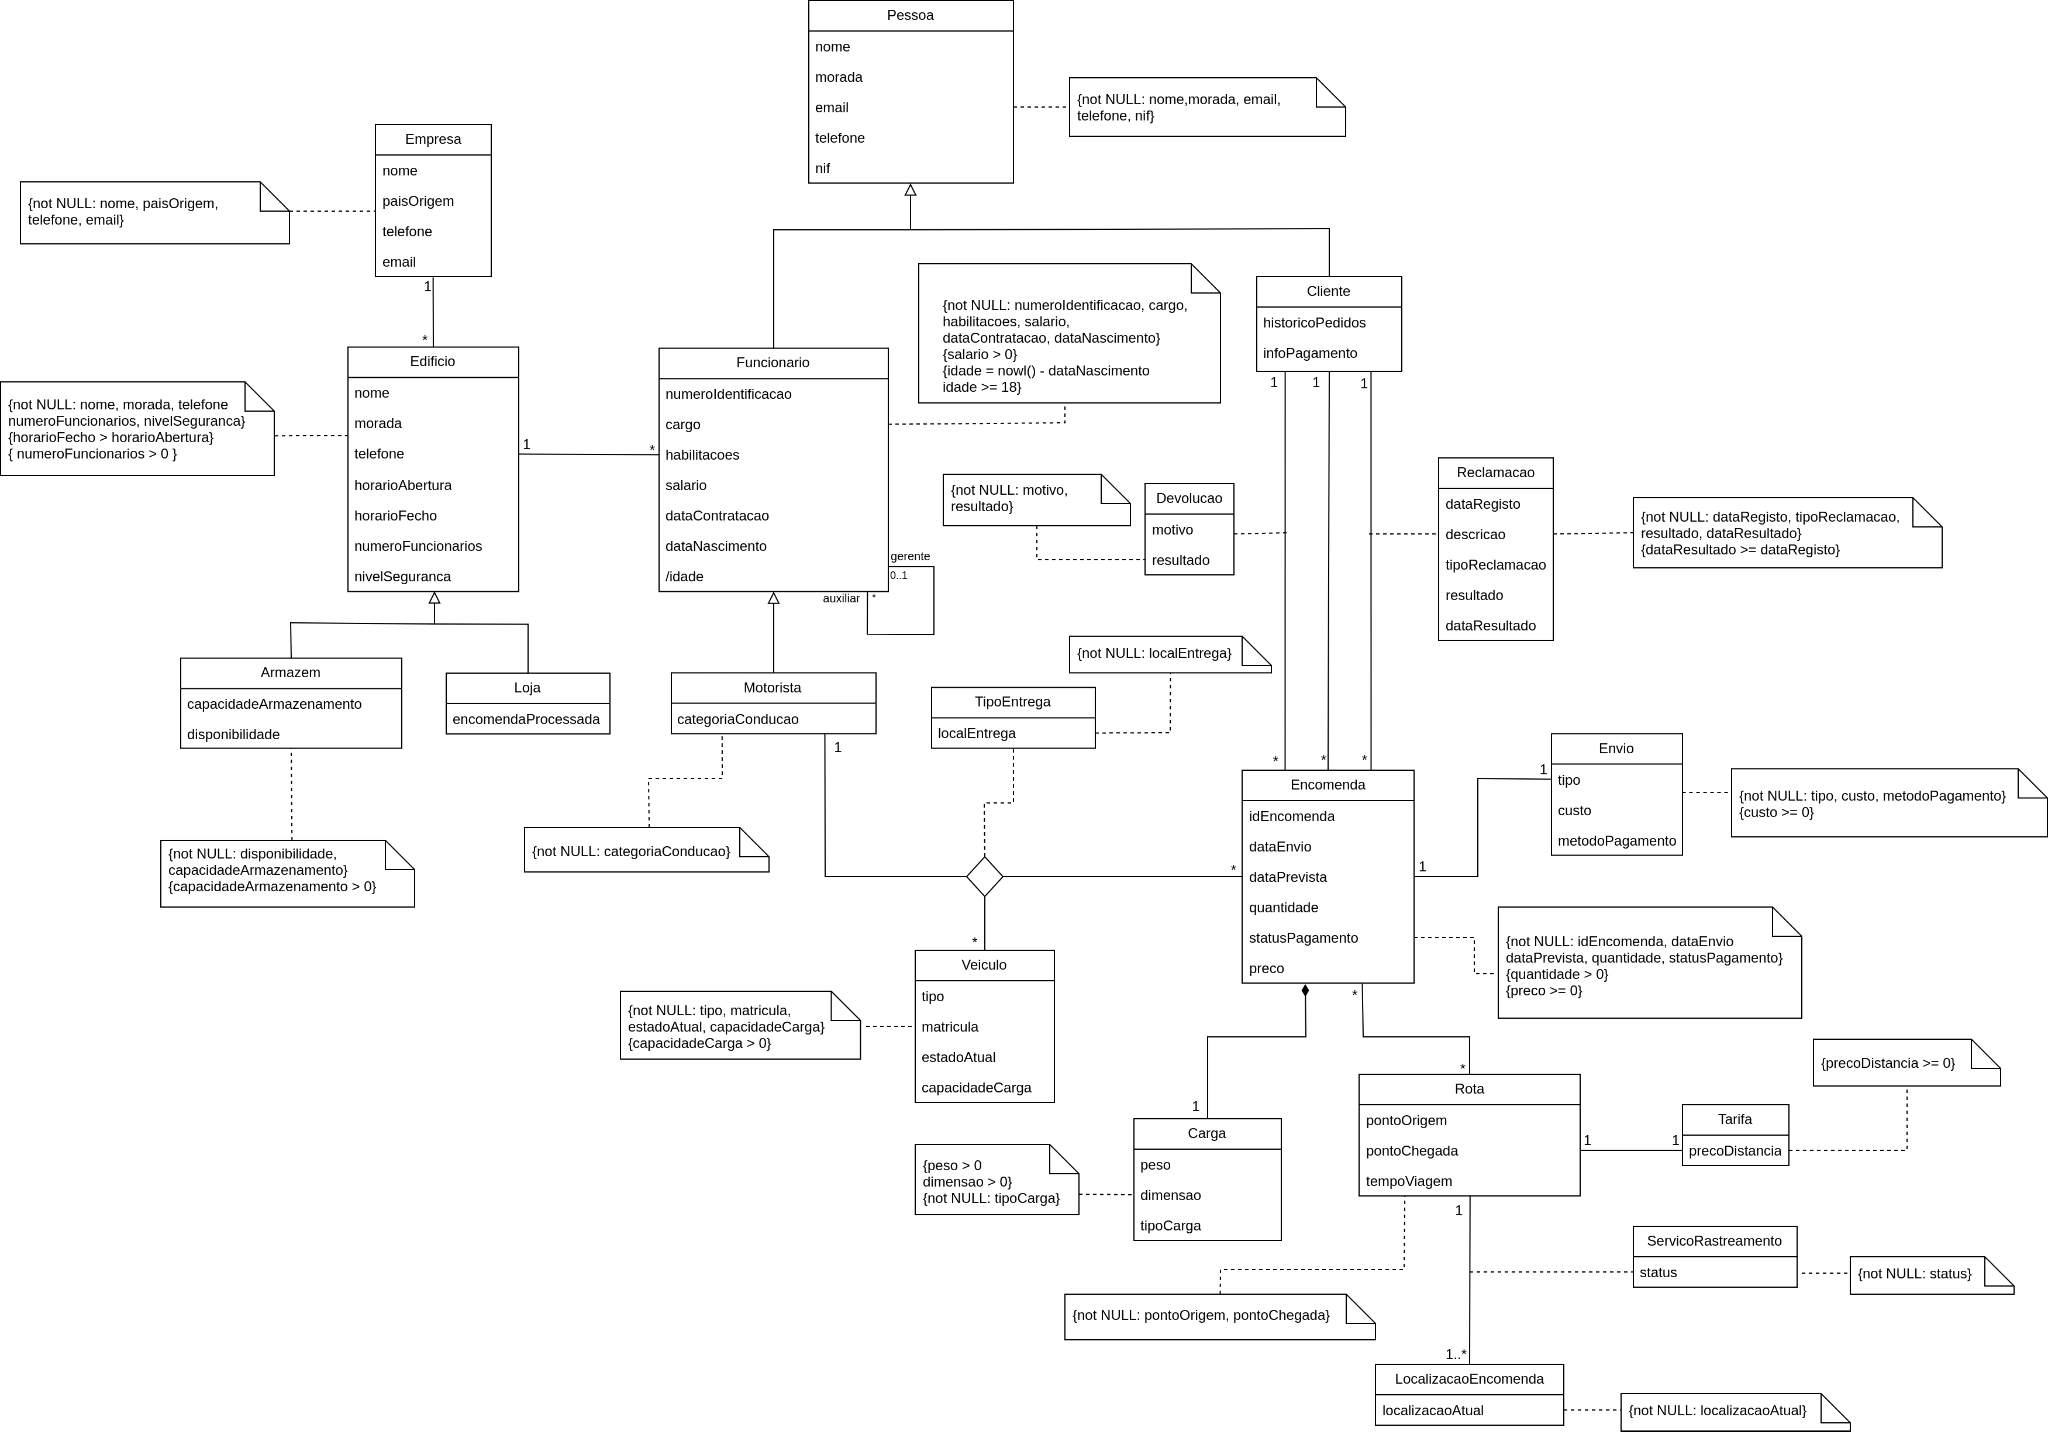 Pessoa
nome
morada
email
telefone
nif
{not NULL: nome,morada, email,
telefone, nif}
Empresa
nome
paisOrigem
telefone
email
{not NULL: nome, paisOrigem,
telefone, email}
1
*
Edificio
nome
morada
telefone
horarioAbertura
horarioFecho
numeroFuncionarios
nivelSeguranca
{not NULL: nome, morada, telefone
numeroFuncionarios, nivelSeguranca}
{horarioFecho > horarioAbertura}
{ numeroFuncionarios > 0 }
1
*
Funcionario
numeroIdentificacao
cargo
habilitacoes
salario
dataContratacao
dataNascimento
/idade
gerente
0..1
auxiliar
*
{not NULL: numeroIdentificacao, cargo,
habilitacoes, salario,
dataContratacao, dataNascimento}
{salario > 0}
{idade = nowl() - dataNascimento
idade >= 18}
Cliente
historicoPedidos
infoPagamento
1
1
1
{not NULL: motivo,
resultado}
Devolucao
motivo
resultado
Reclamacao
dataRegisto
descricao
tipoReclamacao
resultado
dataResultado
{not NULL: dataRegisto, tipoReclamacao,
resultado, dataResultado}
{dataResultado >= dataRegisto}
Armazem
capacidadeArmazenamento
disponibilidade
Loja
encomendaProcessada
Motorista
categoriaConducao
1
TipoEntrega
localEntrega
{not NULL: localEntrega}
{not NULL: disponibilidade,
capacidadeArmazenamento}
{capacidadeArmazenamento > 0}
{not NULL: categoriaConducao}
*
*
*
Encomenda
idEncomenda
dataEnvio
dataPrevista
quantidade
statusPagamento
preco
*
1
1
Envio
tipo
custo
metodoPagamento
{not NULL: tipo, custo, metodoPagamento}
{custo >= 0}
{not NULL: idEncomenda, dataEnvio
dataPrevista, quantidade, statusPagamento}
{quantidade > 0}
{preco >= 0}
*
Veiculo
tipo
matricula
estadoAtual
capacidadeCarga
{not NULL: tipo, matricula,
estadoAtual, capacidadeCarga}
{capacidadeCarga > 0}
*
*
1
Carga
peso
dimensao
tipoCarga
{peso > 0
dimensao > 0}
{not NULL: tipoCarga}
Rota
pontoOrigem
pontoChegada
tempoViagem
1
1
Tarifa
precoDistancia
{precoDistancia >= 0}
{not NULL: pontoOrigem, pontoChegada}
1
ServicoRastreamento
status
{not NULL: status}
1..*
LocalizacaoEncomenda
localizacaoAtual
{not NULL: localizacaoAtual}